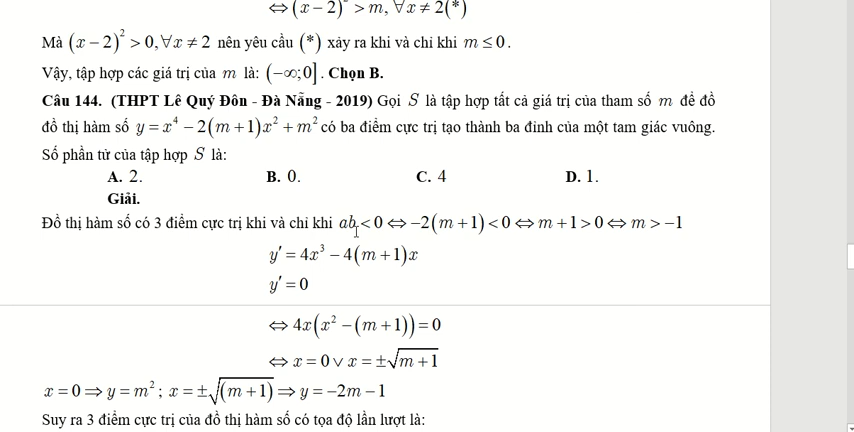 ⇔ (x − 2)² > m, ∀x ≠ 2(*)
Mà (x − 2)² > 0, ∀x ≠ 2 nên yêu cầu (*) xảy ra khi và chỉ khi m ≤ 0.
Vậy, tập hợp các giá trị của m là: (−∞;0]. Chọn B.
Câu 144. (THPT Lê Quý Đôn - Đà Nẵng - 2019) Gọi S là tập hợp tất cả giá trị của tham số m để đồ
đồ thị hàm số y = x⁴ − 2(m + 1)x² + m² có ba điểm cực trị tạo thành ba đỉnh của một tam giác vuông.
Số phần tử của tập hợp S là:
A. 2. B. 0. C. 4 D. 1.
Giải.
Đồ thị hàm số có 3 điểm cực trị khi và chỉ khi ab < 0 ⇔ −2(m + 1) < 0 ⇔ m + 1 > 0 ⇔ m > −1
y′ = 4x³ − 4(m + 1)x
y′ = 0
⇔ 4x(x² − (m + 1)) = 0
⇔ x = 0 ∨ x = ±√(m + 1)
x = 0 ⇒ y = m²; x = ±√((m + 1)) ⇒ y = −2m − 1
Suy ra 3 điểm cực trị của đồ thị hàm số có tọa độ lần lượt là: